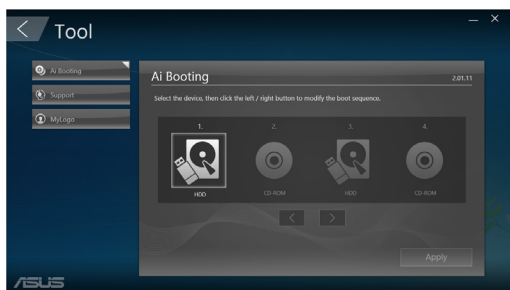 Tool
Ai Booting
Support
MyLogo
Ai Booting 2.01.11
Select the device, then click the left / right button to modify the boot sequence.
1. 2. 3. 4.
HDD CD-ROM HDD CD-ROM
Apply
ASUS